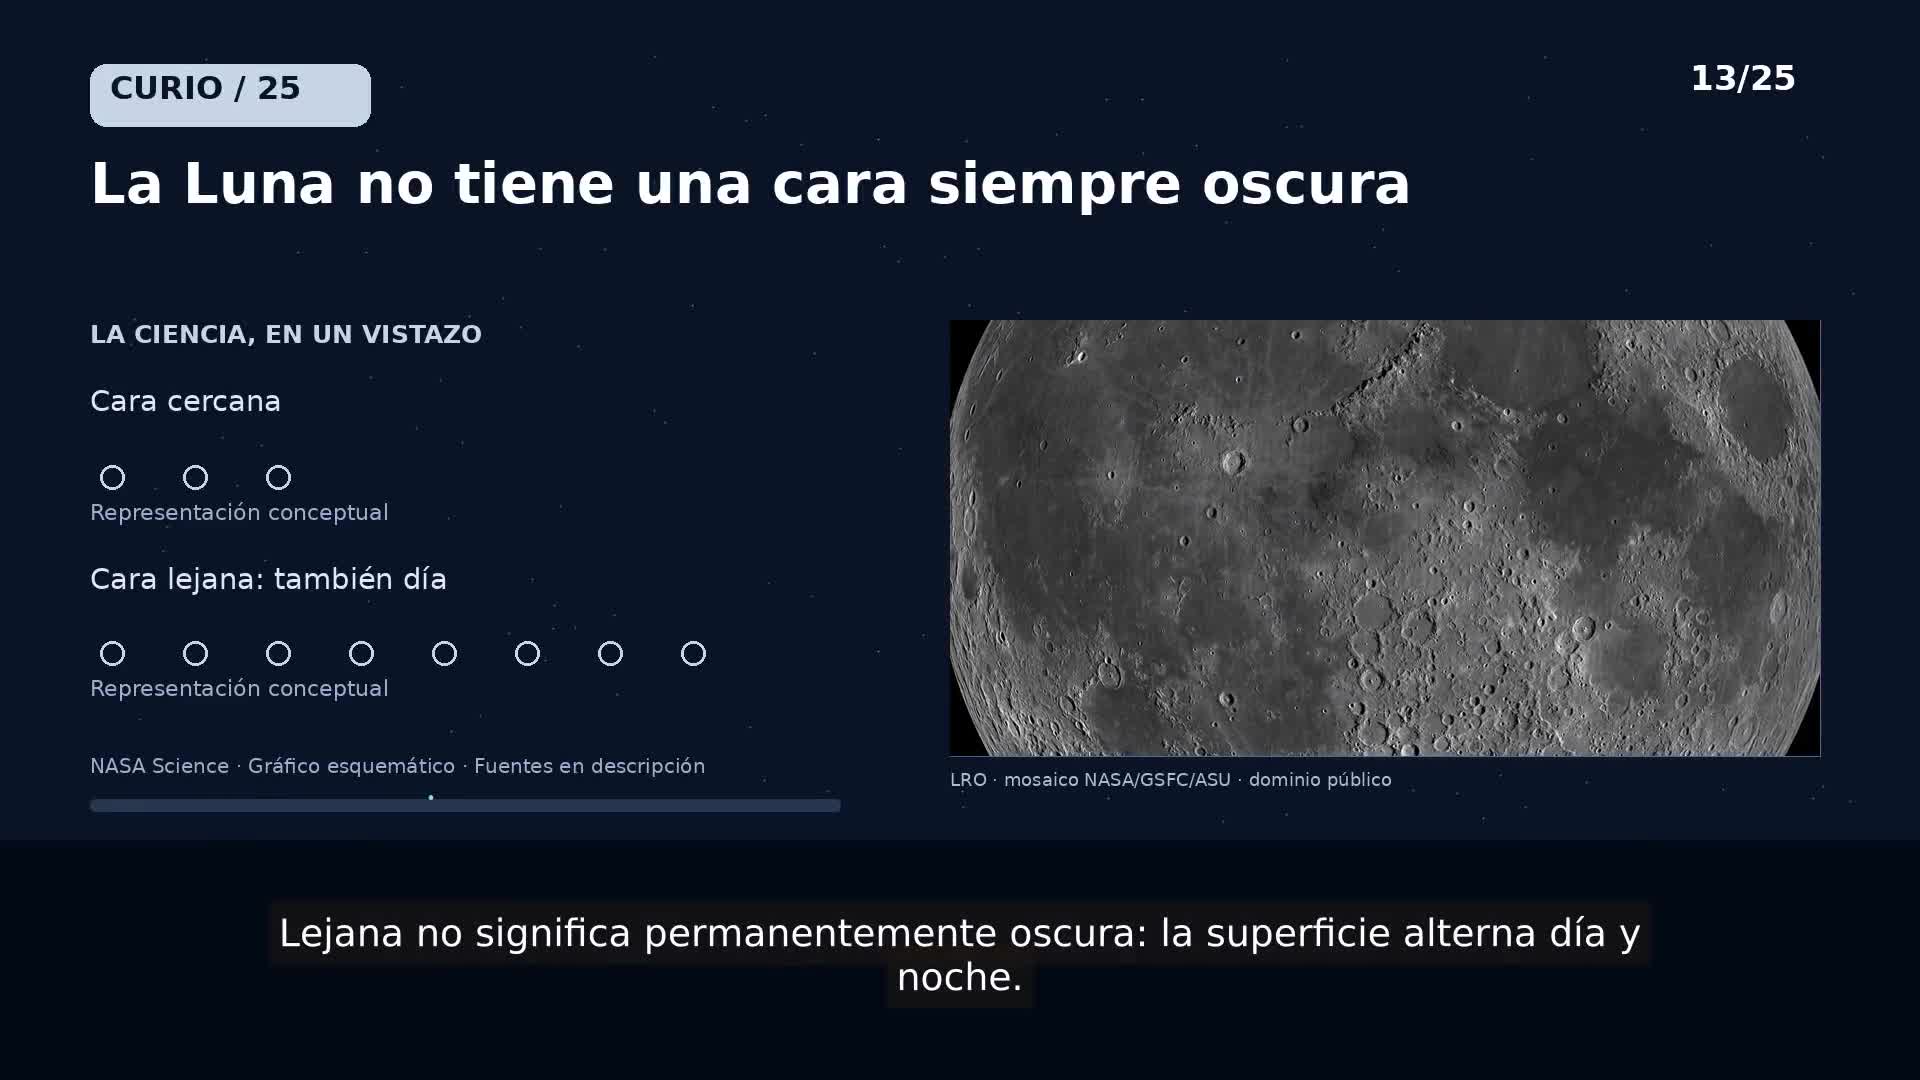 CURIO / 25
13/25
La Luna no tiene una cara siempre oscura
LA CIENCIA, EN UN VISTAZO
Cara cercana
Representación conceptual
Cara lejana: también día
Representación conceptual
NASA Science · Gráfico esquemático · Fuentes en descripción
LRO · mosaico NASA/GSFC/ASU · dominio público
Lejana no significa permanentemente oscura: la superficie alterna día y
noche.